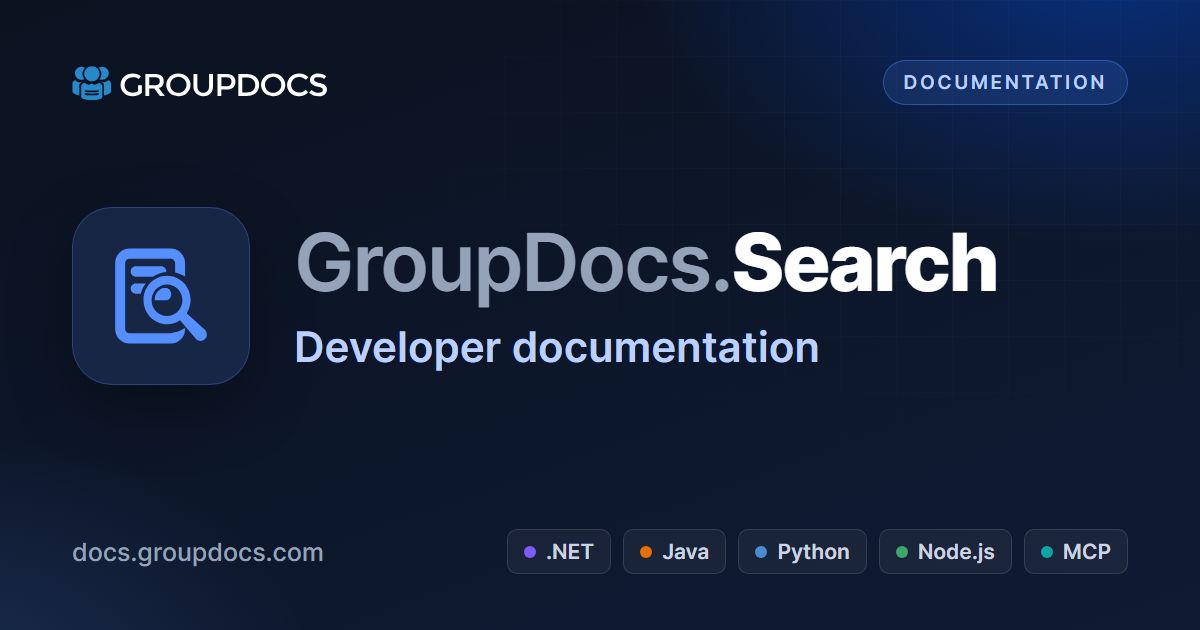 GROUPDOCS
DOCUMENTATION
GroupDocs.Search
Developer documentation
docs.groupdocs.com
.NET
Java
Python
Node.js
MCP